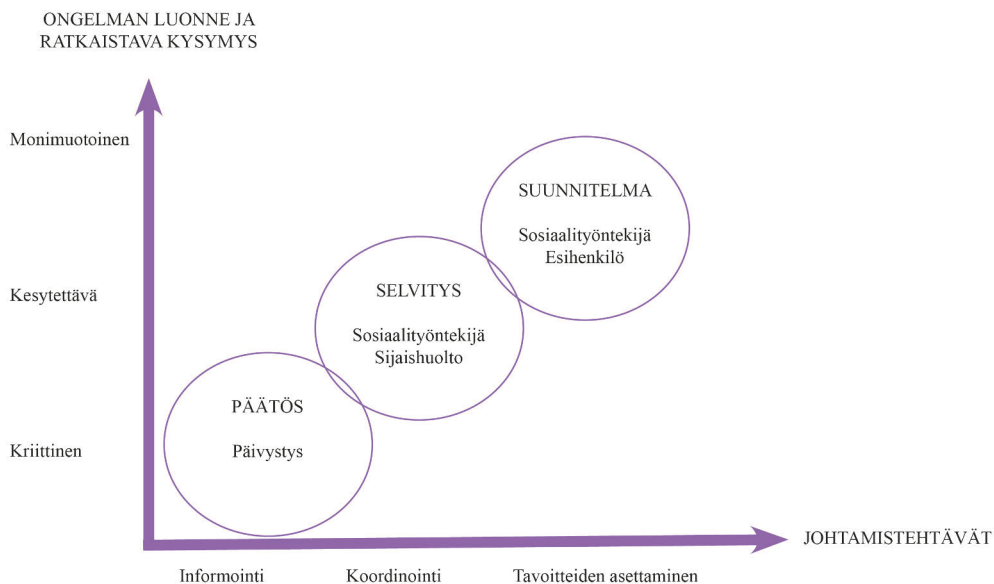 ONGELMAN LUONNE JA
RATKAISTAVA KYSYMYS
Monimuotoinen
SUUNNITELMA
Sosiaalityöntekijä
Esihenkilö
Kesytettävä
SELVITYS
Sosiaalityöntekijä
Sijaishuolto
PÄÄTÖS
Päivystys
Kriittinen
JOHTAMISTEHTÄVÄT
Informointi
Koordinointi
Tavoitteiden asettaminen